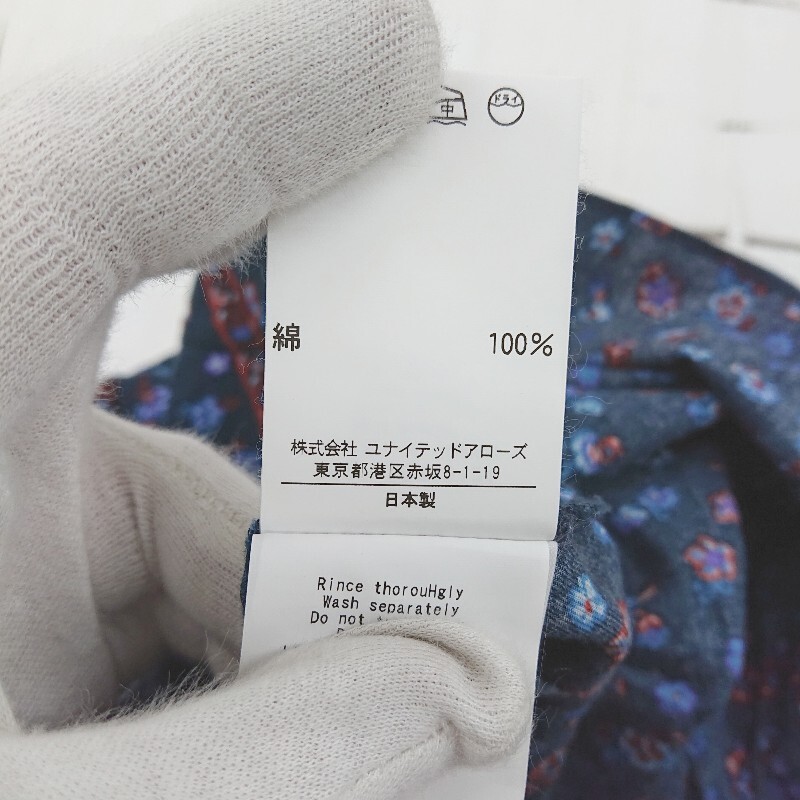 中 ドライ
綿 100%
株式会社 ユナイテッドアローズ
東京都港区赤坂8-1-19
日本製
Rince thorouHgly
Wash separately
Do not